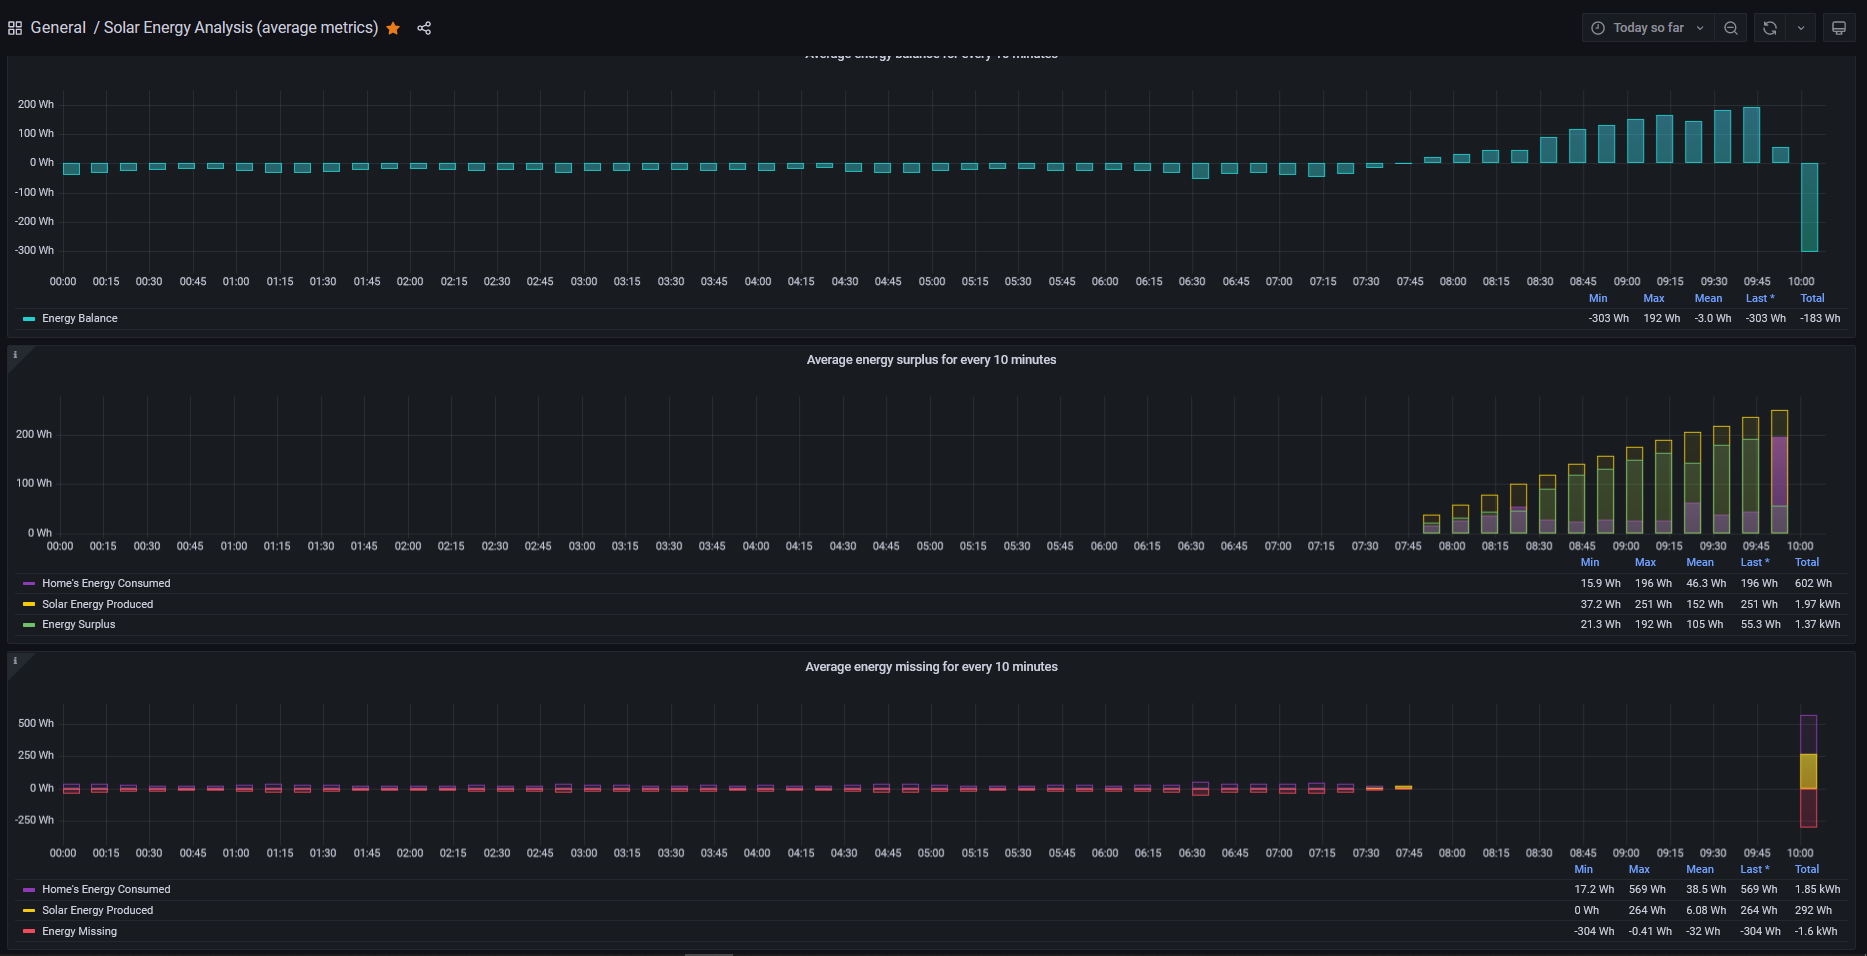 General / Solar Energy Analysis (average metrics) Today so far
Average energy balance for every 10 minutes
200 Wh
100 Wh
0 Wh
-100 Wh
-200 Wh
-300 Wh
00:00 00:15 00:30 00:45 01:00 01:15 01:30 01:45 02:00 02:15 02:30 02:45 03:00 03:15 03:30 03:45 04:00 04:15 04:30 04:45 05:00 05:15 05:30 05:45 06:00 06:15 06:30 06:45 07:00 07:15 07:30 07:45 08:00 08:15 08:30 08:45 09:00 09:15 09:30 09:45 10:00
Min Max Mean Last * Total
Energy Balance -303 Wh 192 Wh -3.0 Wh -303 Wh -183 Wh
i
Average energy surplus for every 10 minutes
200 Wh
100 Wh
0 Wh
00:00 00:15 00:30 00:45 01:00 01:15 01:30 01:45 02:00 02:15 02:30 02:45 03:00 03:15 03:30 03:45 04:00 04:15 04:30 04:45 05:00 05:15 05:30 05:45 06:00 06:15 06:30 06:45 07:00 07:15 07:30 07:45 08:00 08:15 08:30 08:45 09:00 09:15 09:30 09:45 10:00
Min Max Mean Last * Total
Home's Energy Consumed 15.9 Wh 196 Wh 46.3 Wh 196 Wh 602 Wh
Solar Energy Produced 37.2 Wh 251 Wh 152 Wh 251 Wh 1.97 kWh
Energy Surplus 21.3 Wh 192 Wh 105 Wh 55.3 Wh 1.37 kWh
i
Average energy missing for every 10 minutes
500 Wh
250 Wh
0 Wh
-250 Wh
00:00 00:15 00:30 00:45 01:00 01:15 01:30 01:45 02:00 02:15 02:30 02:45 03:00 03:15 03:30 03:45 04:00 04:15 04:30 04:45 05:00 05:15 05:30 05:45 06:00 06:15 06:30 06:45 07:00 07:15 07:30 07:45 08:00 08:15 08:30 08:45 09:00 09:15 09:30 09:45 10:00
Min Max Mean Last * Total
Home's Energy Consumed 17.2 Wh 569 Wh 38.5 Wh 569 Wh 1.85 kWh
Solar Energy Produced 0 Wh 264 Wh 6.08 Wh 264 Wh 292 Wh
Energy Missing -304 Wh -0.41 Wh -32 Wh -304 Wh -1.6 kWh